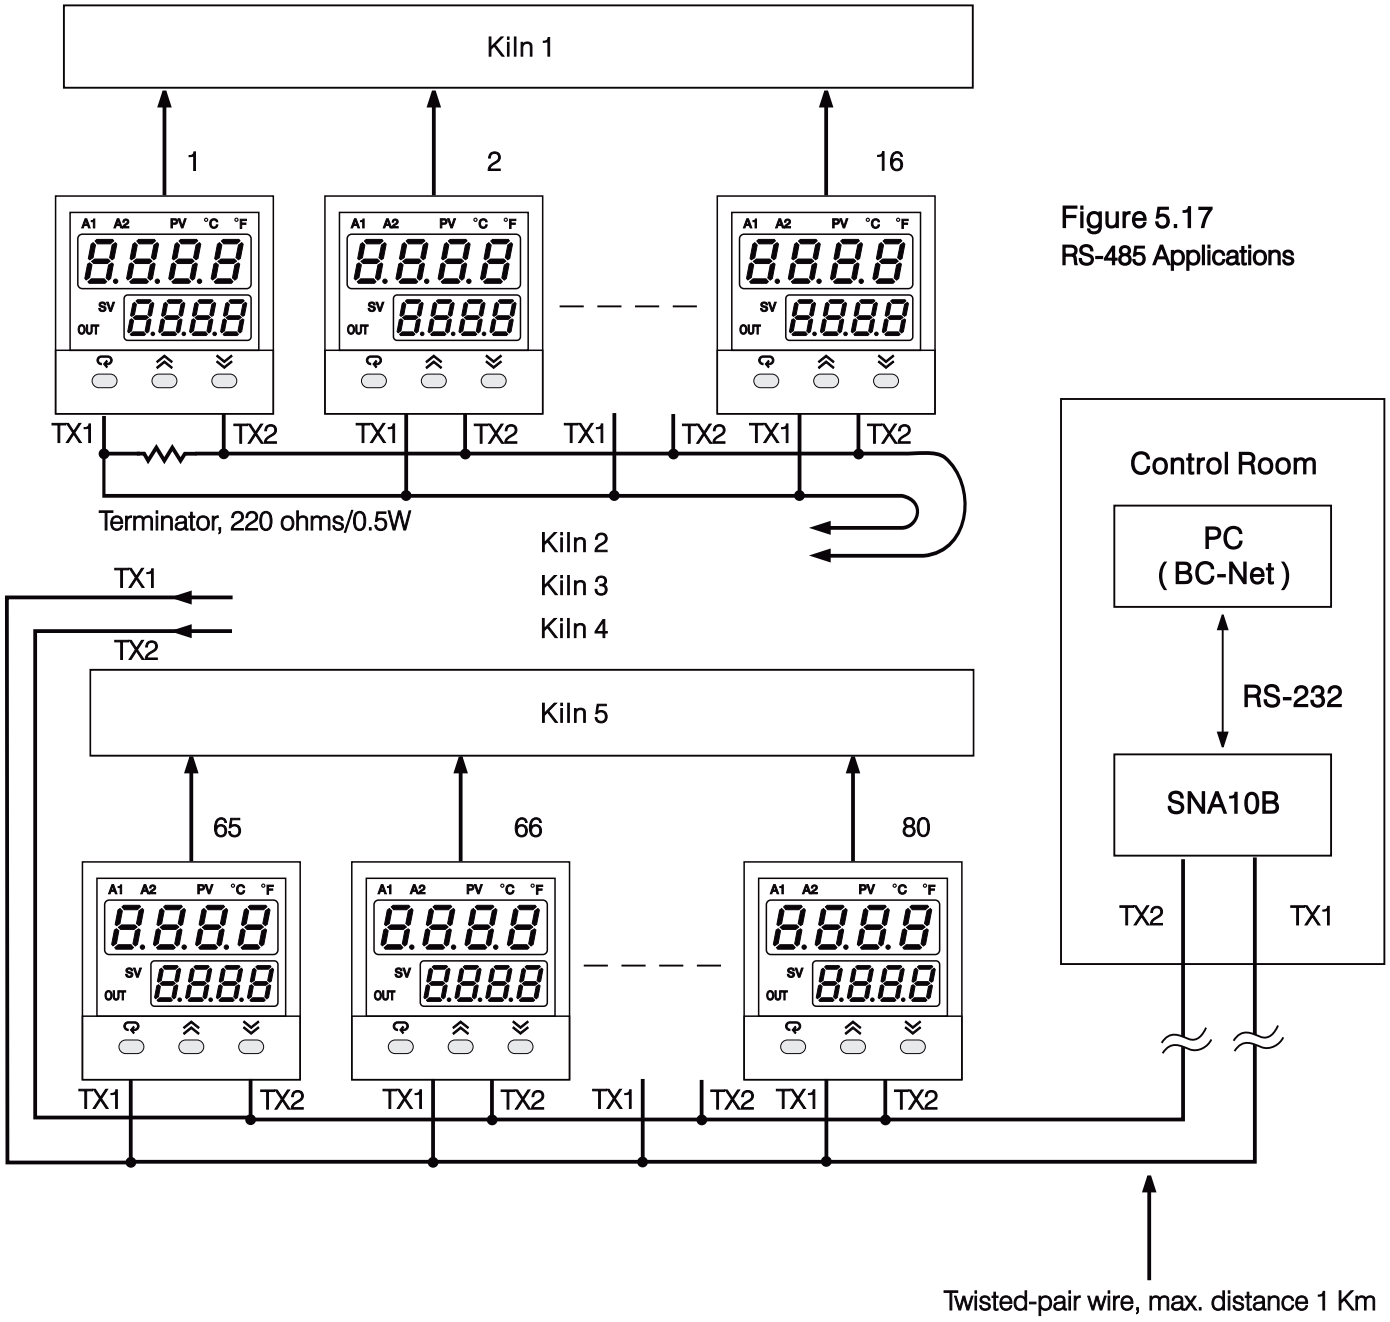 Kiln 1
1
2
16
A1 A2 PV °C °F
8.8.8.8
SV
8.8.8.8
OUT
A1 A2 PV °C °F
8.8.8.8
SV
8.8.8.8
OUT
A1 A2 PV °C °F
8.8.8.8
SV
8.8.8.8
OUT
Figure 5.17
RS-485 Applications
TX1
TX2
TX1
TX2
TX1
TX2
TX1
TX2
Terminator, 220 ohms/0.5W
Kiln 2
Kiln 3
Kiln 4
TX1
TX2
Kiln 5
65
66
80
A1 A2 PV °C °F
8.8.8.8
SV
8.8.8.8
OUT
A1 A2 PV °C °F
8.8.8.8
SV
8.8.8.8
OUT
A1 A2 PV °C °F
8.8.8.8
SV
8.8.8.8
OUT
TX1
TX2
TX1
TX2
TX1
TX2
TX1
TX2
Control Room
PC
( BC-Net )
RS-232
SNA10B
TX2
TX1
Twisted-pair wire, max. distance 1 Km